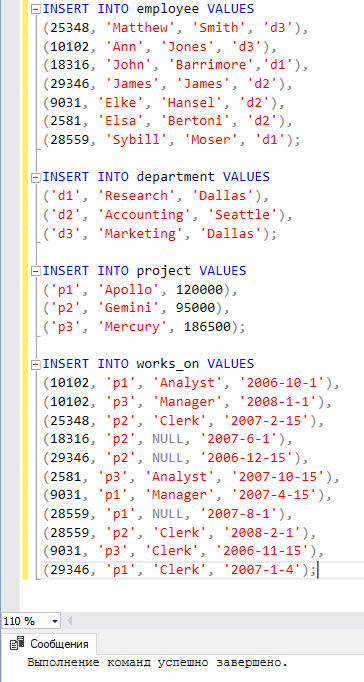 INSERT INTO employee VALUES
(25348, 'Matthew', 'Smith', 'd3'),
(10102, 'Ann', 'Jones', 'd3'),
(18316, 'John', 'Barrimore','d1'),
(29346, 'James', 'James', 'd2'),
(9031, 'Elke', 'Hansel', 'd2'),
(2581, 'Elsa', 'Bertoni', 'd2'),
(28559, 'Sybill', 'Moser', 'd1');
INSERT INTO department VALUES
('d1', 'Research', 'Dallas'),
('d2', 'Accounting', 'Seattle'),
('d3', 'Marketing', 'Dallas');
INSERT INTO project VALUES
('p1', 'Apollo', 120000),
('p2', 'Gemini', 95000),
('p3', 'Mercury', 186500);
INSERT INTO works_on VALUES
(10102, 'p1', 'Analyst', '2006-10-1'),
(10102, 'p3', 'Manager', '2008-1-1'),
(25348, 'p2', 'Clerk', '2007-2-15'),
(18316, 'p2', NULL, '2007-6-1'),
(29346, 'p2', NULL, '2006-12-15'),
(2581, 'p3', 'Analyst', '2007-10-15'),
(9031, 'p1', 'Manager', '2007-4-15'),
(28559, 'p1', NULL, '2007-8-1'),
(28559, 'p2', 'Clerk', '2008-2-1'),
(9031, 'p3', 'Clerk', '2006-11-15'),
(29346, 'p1', 'Clerk', '2007-1-4');
110 %
Сообщения
Выполнение команд успешно завершено.